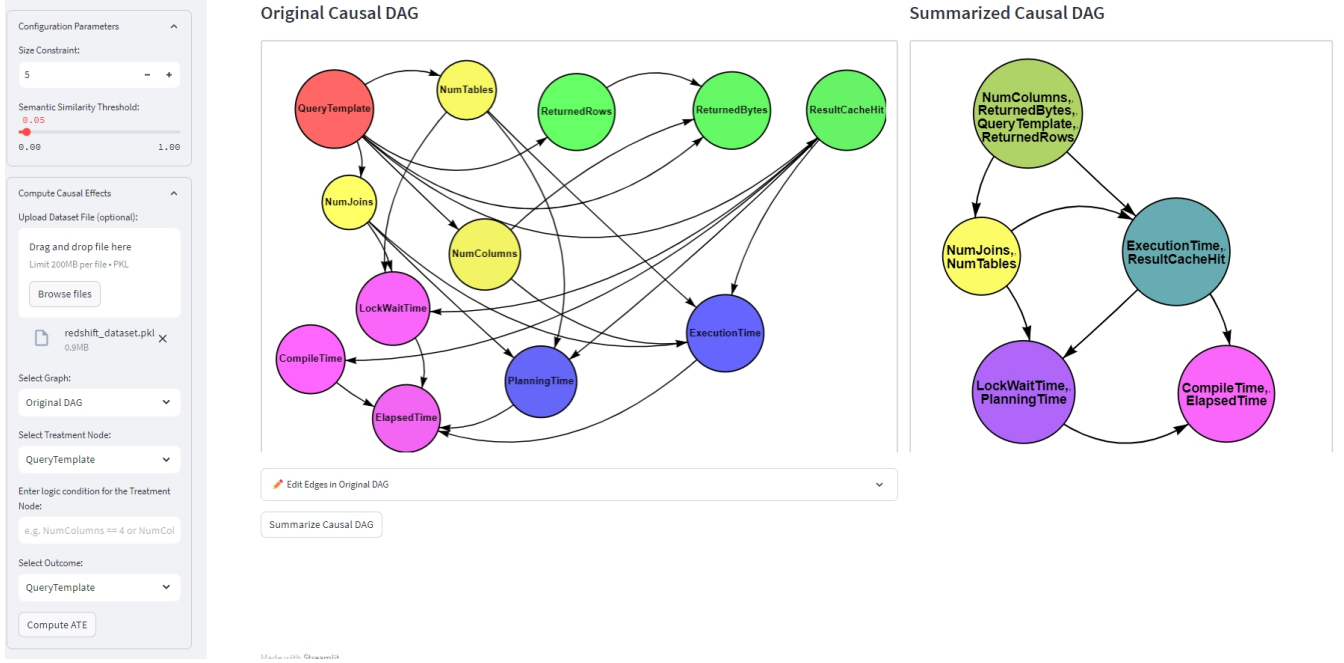 Configuration Parameters
Size Constraint:
5
Semantic Similarity Threshold:
0.05
0.00 1.00
Compute Causal Effects
Upload Dataset File (optional):
Drag and drop file here
Limit 200MB per file • PKL
Browse files
redshift_dataset.pkl
0.9MB
Select Graph:
Original DAG
Select Treatment Node:
QueryTemplate
Enter logic condition for the Treatment
Node:
e.g. NumColumns == 4 or NumCol
Select Outcome:
QueryTemplate
Compute ATE
Original Causal DAG
QueryTemplate
NumTables
ReturnedRows
ReturnedBytes
ResultCacheHit
NumJoins
NumColumns
LockWaitTime
ExecutionTime
CompileTime
PlanningTime
ElapsedTime
Edit Edges in Original DAG
Summarize Causal DAG
Made with Streamlit
Summarized Causal DAG
NumColumns,
ReturnedBytes,
QueryTemplate,
ReturnedRows
NumJoins,
NumTables
ExecutionTime,
ResultCacheHit
LockWaitTime,
PlanningTime
CompileTime,
ElapsedTime